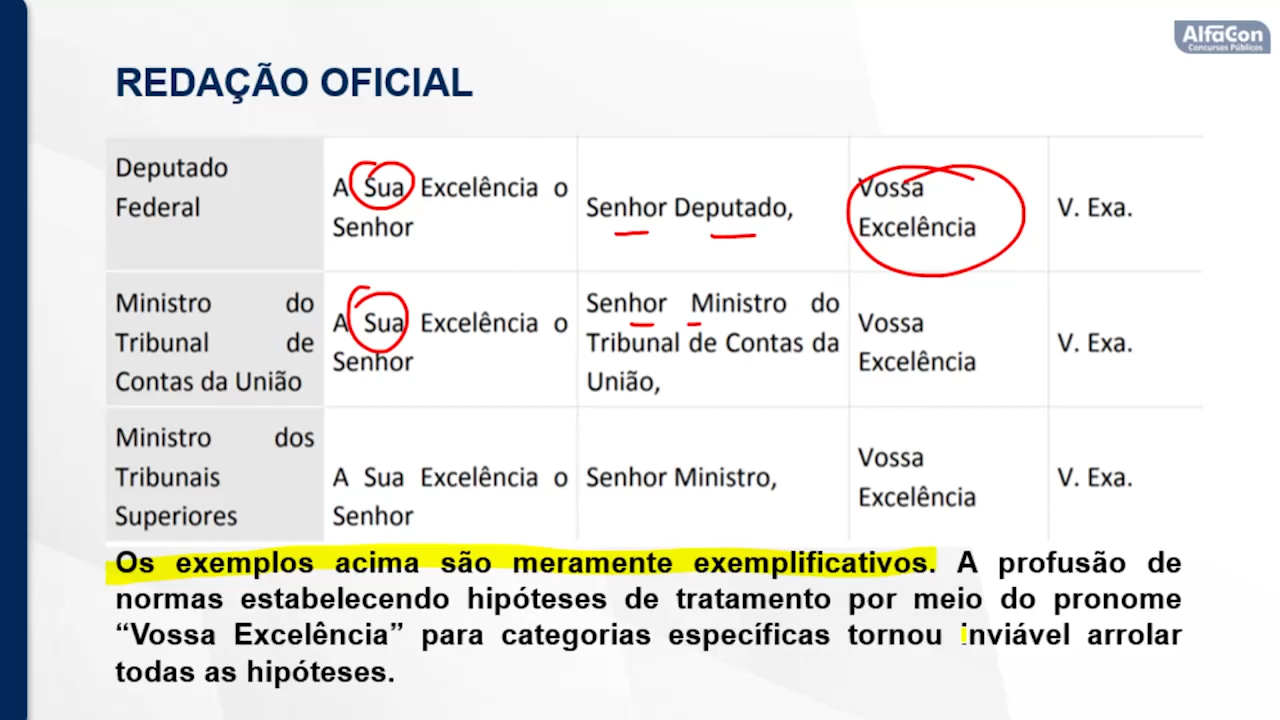 AlfaCon
Concursos Públicos
REDAÇÃO OFICIAL
Deputado
Federal
A Sua Excelência o
Senhor
Senhor Deputado,
Vossa
Excelência
V. Exa.
Ministro do
Tribunal de
Contas da União
A Sua Excelência o
Senhor
Senhor Ministro do
Tribunal de Contas da
União,
Vossa
Excelência
V. Exa.
Ministro dos
Tribunais
Superiores
A Sua Excelência o
Senhor
Senhor Ministro,
Vossa
Excelência
V. Exa.
Os exemplos acima são meramente exemplificativos. A profusão de
normas estabelecendo hipóteses de tratamento por meio do pronome
“Vossa Excelência” para categorias específicas tornou inviável arrolar
todas as hipóteses.